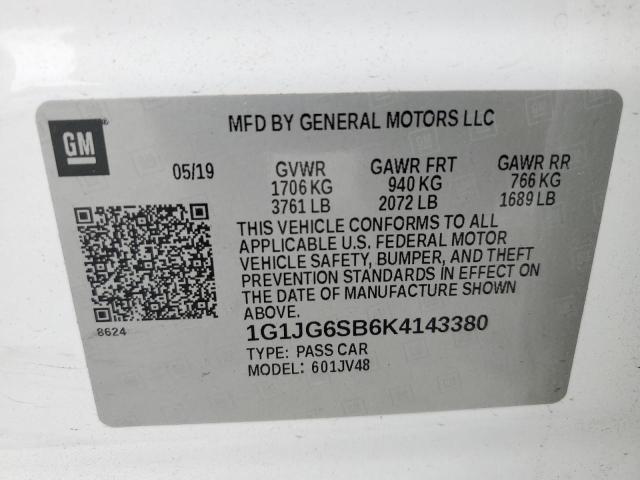 GM
MFD BY GENERAL MOTORS LLC
05/19
GVWR GAWR FRT GAWR RR
1706 KG 940 KG 766 KG
3761 LB 2072 LB 1689 LB
THIS VEHICLE CONFORMS TO ALL
APPLICABLE U.S. FEDERAL MOTOR
VEHICLE SAFETY, BUMPER, AND THEFT
PREVENTION STANDARDS IN EFFECT ON
THE DATE OF MANUFACTURE SHOWN
ABOVE.
8624
1G1JG6SB6K4143380
TYPE: PASS CAR
MODEL: 601JV48